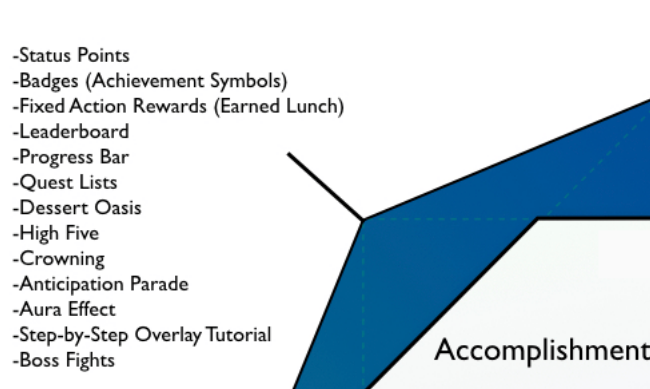 -Status Points
-Badges (Achievement Symbols)
-Fixed Action Rewards (Earned Lunch)
-Leaderboard
-Progress Bar
-Quest Lists
-Dessert Oasis
-High Five
-Crowning
-Anticipation Parade
-Aura Effect
-Step-by-Step Overlay Tutorial
-Boss Fights
Accomplishment